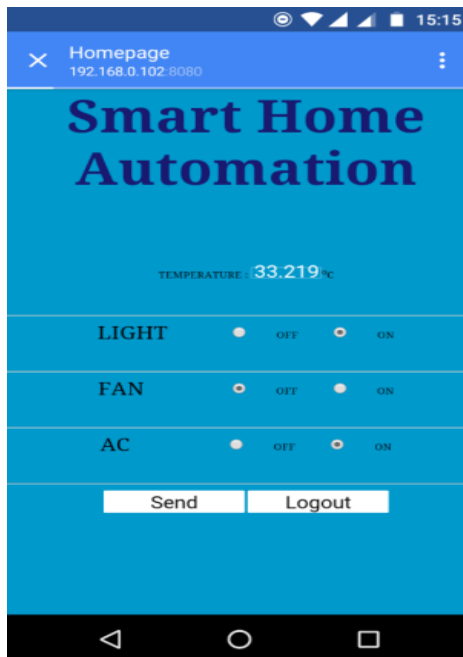 15:15
Homepage
192.168.0.102:8080
Smart Home
Automation
TEMPERATURE : 33.219 °C
LIGHT OFF ON
FAN OFF ON
AC OFF ON
Send Logout